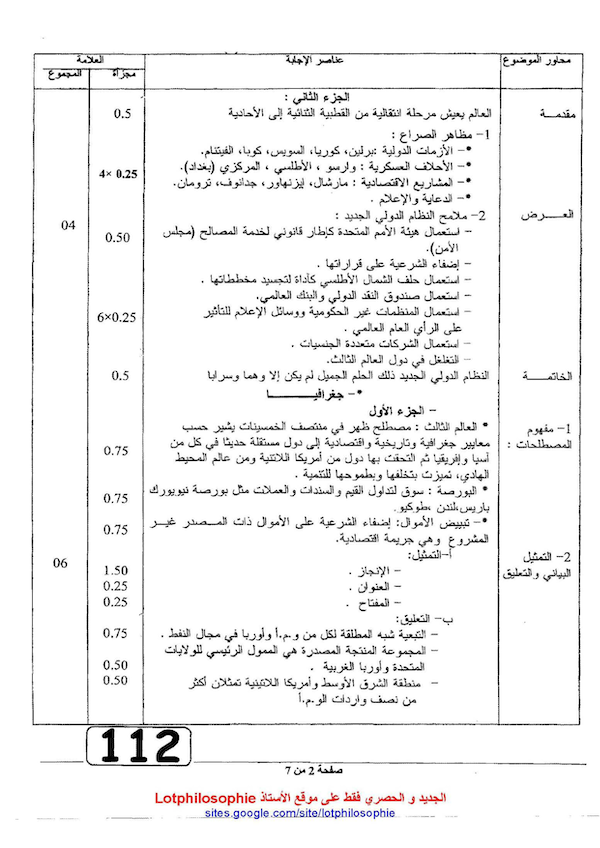 محاور الموضوع
عناصر الإجابة
العلامة
مجزأة
المجموع
الجزء الثاني :
مقدمـــة
العالم يعيش مرحلة انتقالية من القطبية الثنائية إلى الأحادية
0.5
1- مظاهر الصراع :
•- الأزمات الدولية :برلين، كوريا، السويس، كوبا، الفيتنام.
•- الأحلاف العسكرية : وارسو ، الأطلسي ، المركزي (بغداد).
4× 0.25
•- المشاريع الاقتصادية : مارشال، إيزنهاور، جدانوف، ترومان.
•- الدعاية والإعلام .
العـــرض
2- ملامح النظام الدولي الجديد :
04
– استعمال هيئة الأمم المتحدة كإطار قانوني لخدمة المصالح (مجلس
0.50
الأمن).
– إضفاء الشرعية على قراراتها .
– استعمال حلف الشمال الأطلسي كأداة لتجسيد مخططاتها .
– استعمال صندوق النقد الدولي والبنك العالمي.
– استعمال المنظمات غير الحكومية ووسائل الإعلام للتأثير
6×0.25
على الرأي العام العالمي .
– استعمال الشركات متعددة الجنسيات .
– التغلغل في دول العالم الثالث.
الخاتمـــة
النظام الدولي الجديد ذلك الحلم الجميل لم يكن إلا وهما وسرابا
0.5
•- جغرافيـــــا
– الجزء الأول
1- مفهوم
المصطلحات :
• العالم الثالث : مصطلح ظهر في منتصف الخمسينات يشير حسب
معايير جغرافية وتاريخية واقتصادية إلى دول مستقلة حديثا في كل من
0.75
آسيا وإفريقيا ثم التحقت بها دول من أمريكا اللاتنية ومن عالم المحيط
الهادي، تميزت بتخلفها وبطموحها للتنمية .
• البورصة : سوق لتداول القيم والسندات والعملات مثل بورصة نيويورك
0.75
باريس،لندن ،طوكيو.
•- تبييض الأموال: إضفاء الشرعية على الأموال ذات المـــصدر غيـــر
0.75
المشروع وهي جريمة اقتصادية.
2- التمثيل
البياني والتعليق
أ-التمثيل:
06
– الإنجاز .
1.50
– العنوان .
0.25
– المفتاح .
0.25
ب- التعليق:
– التبعية شبه المطلقة لكل من و.م.أ وأوربا في مجال النفط .
0.75
– المجموعة المنتجة المصدرة هي الممول الرئيسي للولايات
المتحدة وأوربا الغربية .
0.50
– منطقة الشرق الأوسط وأمريكا اللاتينية تمثلان أكثر
0.50
من نصف واردات الو.م.أ
112
صفحة 2 من 7
الجديد و الحصري فقط على موقع الأستاذ Lotphilosophie
sites.google.com/site/lotphilosophie